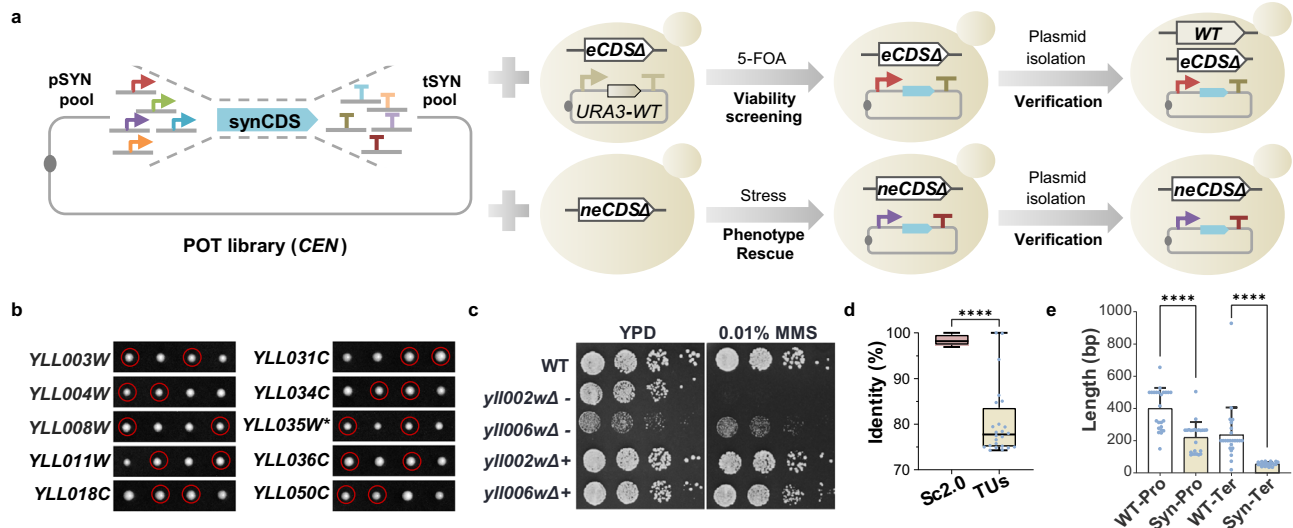 a
pSYN
pool
synCDS
tSYN
pool
POT library (CEN)
eCDSΔ
URA3-WT
5-FOA
Viability
screening
eCDSΔ
Plasmid
isolation
Verification
WT
eCDSΔ
neCDSΔ
Stress
Phenotype
Rescue
neCDSΔ
Plasmid
isolation
Verification
neCDSΔ
b
YLL003W
YLL004W
YLL008W
YLL011W
YLL018C
YLL031C
YLL034C
YLL035W*
YLL036C
YLL050C
c
YPD
0.01% MMS
WT
yll002wΔ -
yll006wΔ -
yll002wΔ+
yll006wΔ+
d
****
Identity (%)
100
90
80
70
Sc2.0
TUs
e
****
****
Length (bp)
1000
800
600
400
200
0
WT-Pro
Syn-Pro
WT-Ter
Syn-Ter